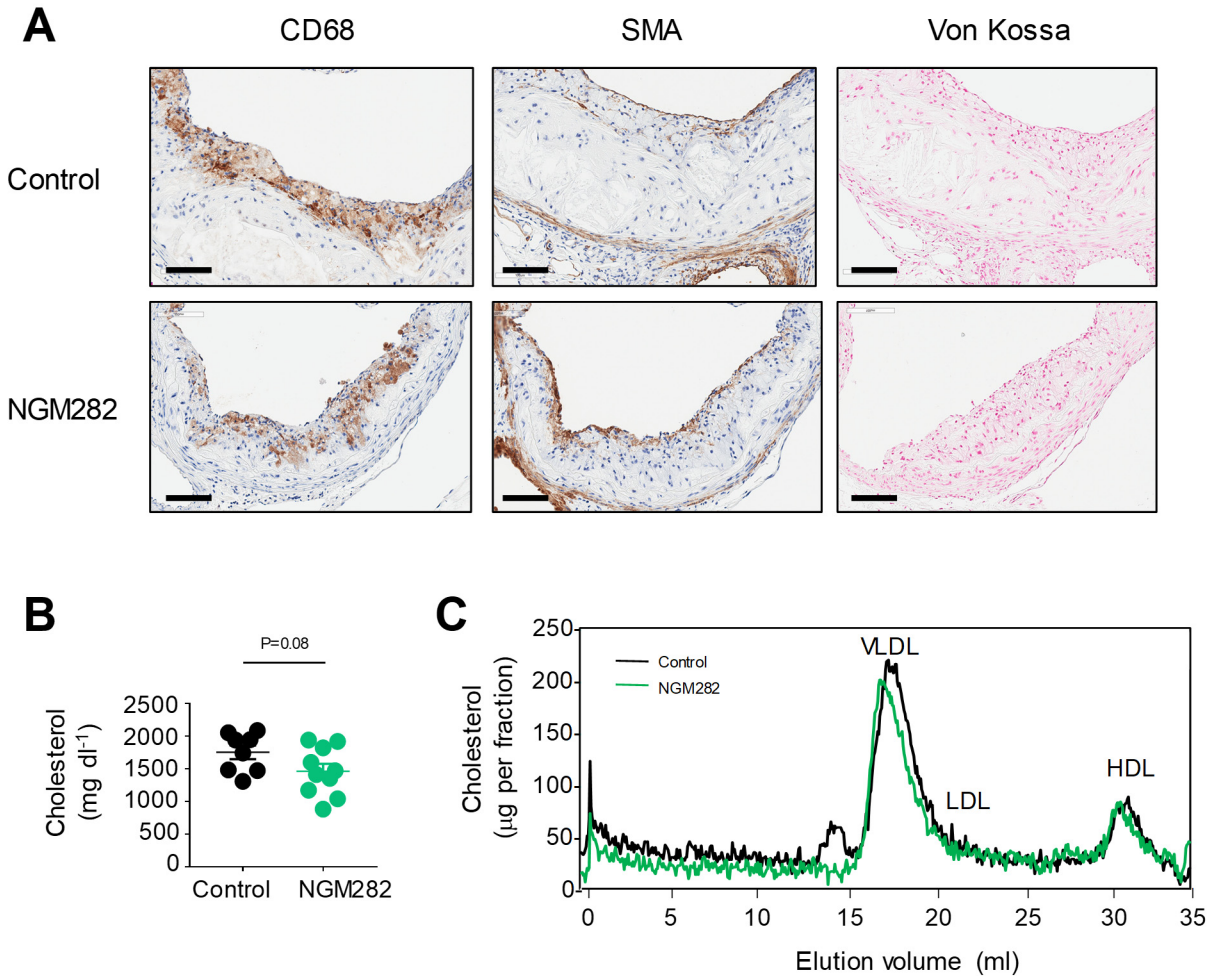 A
CD68
SMA
Von Kossa
Control
NGM282
B
P=0.08
Cholesterol
(mg dl-1)
2500
2000
1500
1000
500
0
Control
NGM282
C
Cholesterol
(µg per fraction)
250
200
150
100
50
0
Control
NGM282
VLDL
LDL
HDL
0
5
10
15
20
25
30
35
Elution volume (ml)